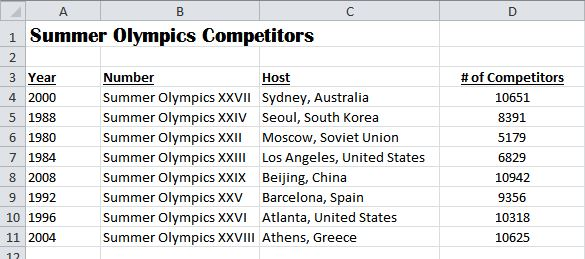 A B C D
1 Summer Olympics Competitors
2
3 Year Number Host # of Competitors
4 2000 Summer Olympics XXVII Sydney, Australia 10651
5 1988 Summer Olympics XXIV Seoul, South Korea 8391
6 1980 Summer Olympics XXII Moscow, Soviet Union 5179
7 1984 Summer Olympics XXIII Los Angeles, United States 6829
8 2008 Summer Olympics XXIX Beijing, China 10942
9 1992 Summer Olympics XXV Barcelona, Spain 9356
10 1996 Summer Olympics XXVI Atlanta, United States 10318
11 2004 Summer Olympics XXVIII Athens, Greece 10625
12